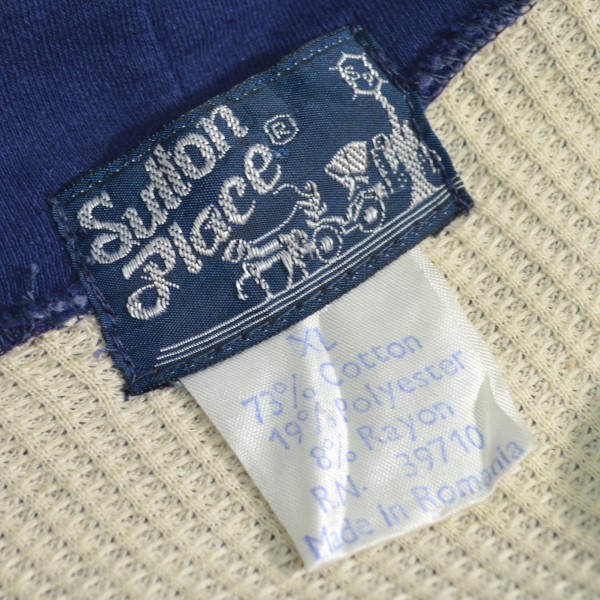 Sutton
Place®
XL
73% Cotton
19% Polyester
8% Rayon
R.N. 39710
Made in Romania